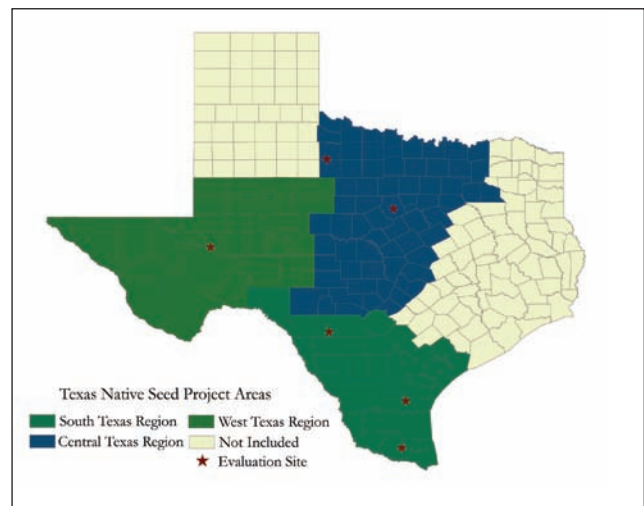 Texas Native Seed Project Areas
South Texas Region West Texas Region
Central Texas Region Not Included
Evaluation Site